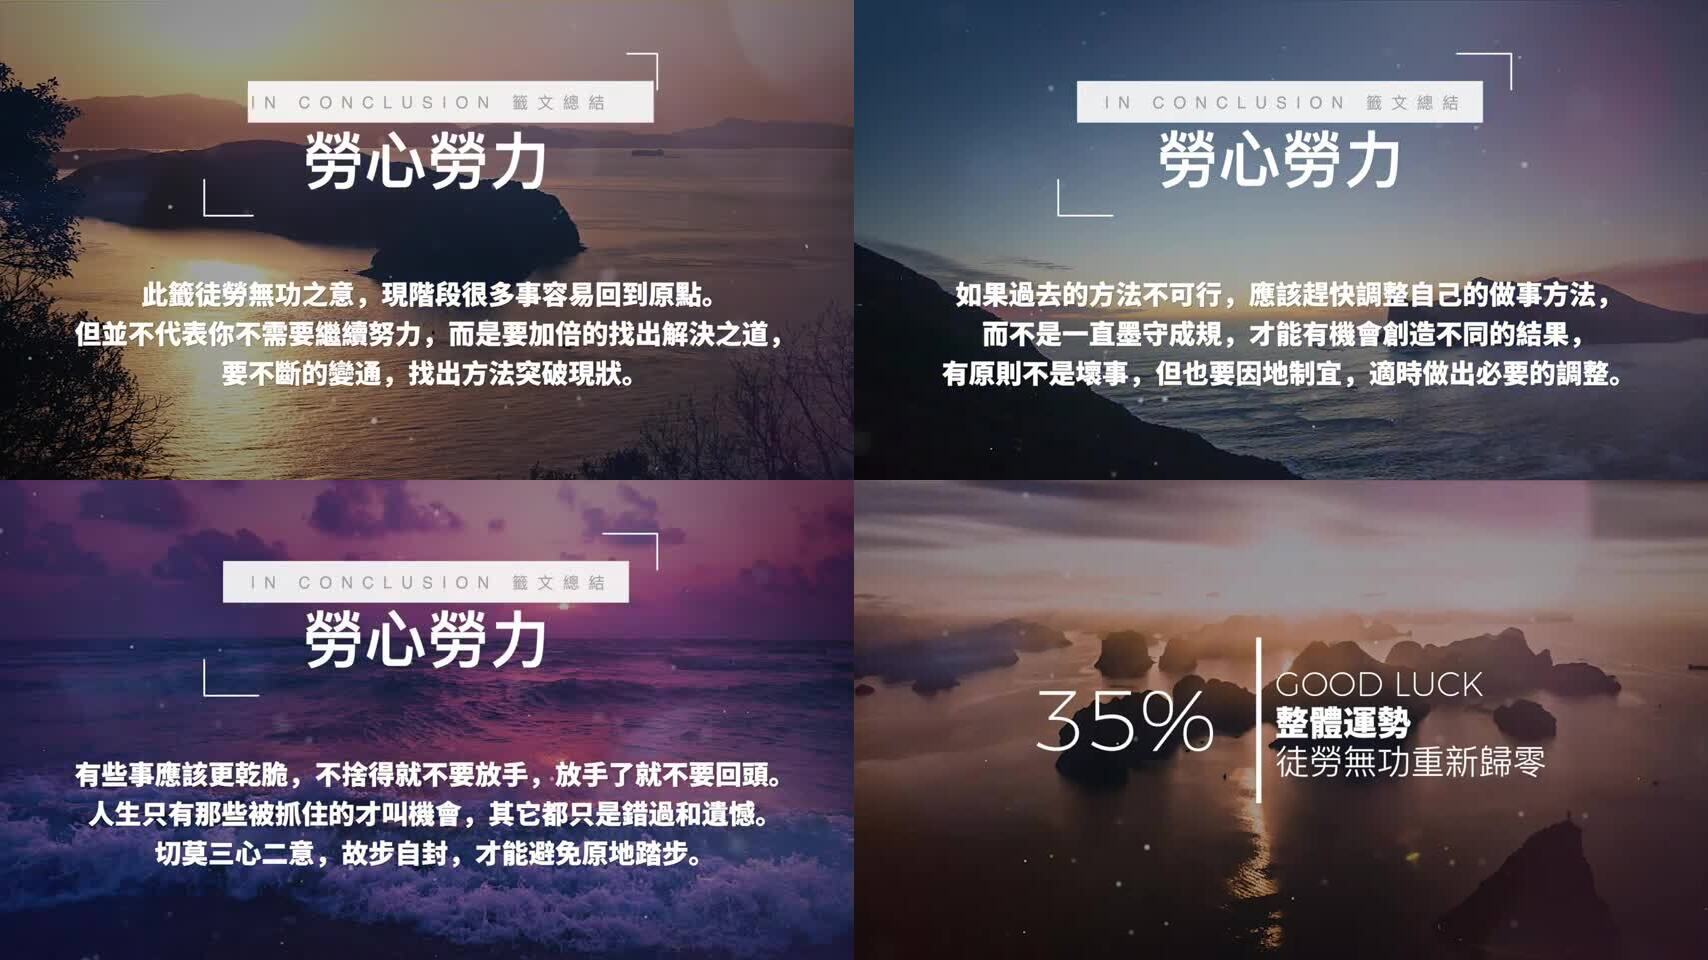 IN CONCLUSION 籤文總結
勞心勞力
此籤徒勞無功之意，現階段很多事容易回到原點。
但並不代表你不需要繼續努力，而是要加倍的找出解決之道，
要不斷的變通，找出方法突破現狀。
IN CONCLUSION 籤文總結
勞心勞力
如果過去的方法不可行，應該趕快調整自己的做事方法，
而不是一直墨守成規，才能有機會創造不同的結果，
有原則不是壞事，但也要因地制宜，適時做出必要的調整。
IN CONCLUSION 籤文總結
勞心勞力
有些事應該更乾脆，不捨得就不要放手，放手了就不要回頭。
人生只有那些被抓住的才叫機會，其它都只是錯過和遺憾。
切莫三心二意，故步自封，才能避免原地踏步。
35%
GOOD LUCK
整體運勢
徒勞無功重新歸零